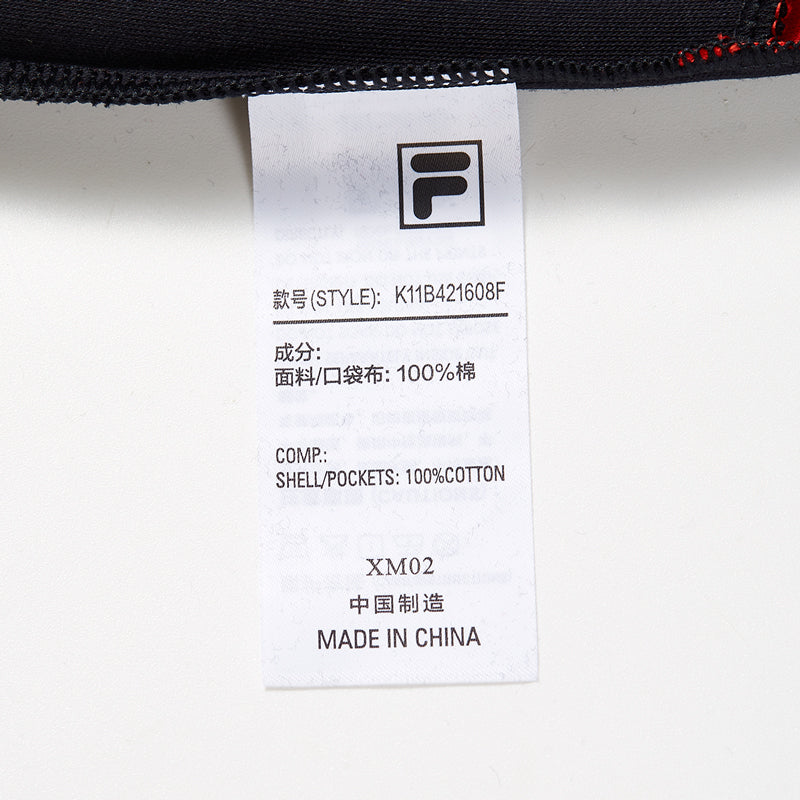 F
款号(STYLE): K11B421608F
成分:
面料/口袋布: 100%棉
COMP.:
SHELL/POCKETS: 100%COTTON
XM02
中国制造
MADE IN CHINA